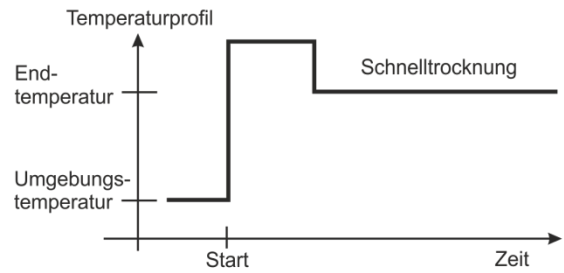 Temperaturprofil
End-
temperatur
Schnelltrocknung
Umgebungs-
temperatur
Start
Zeit